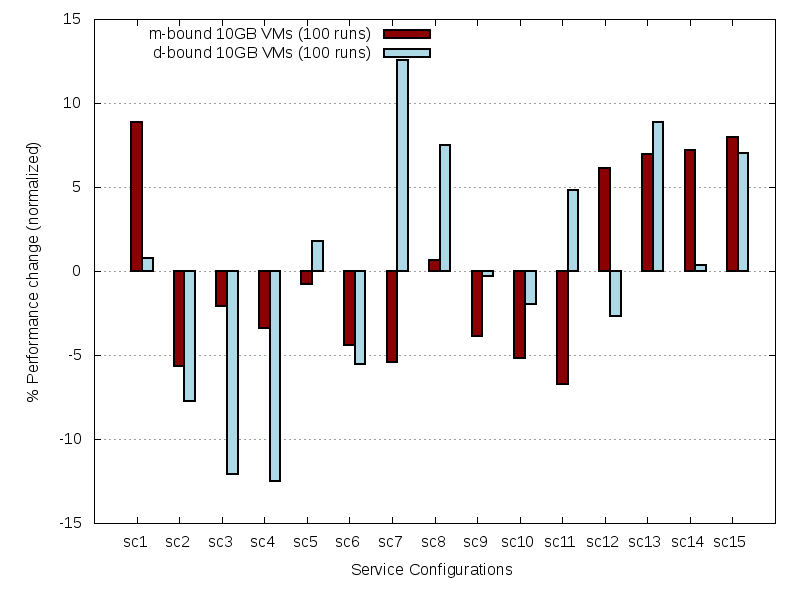 m-bound 10GB VMs (100 runs)
d-bound 10GB VMs (100 runs)
15
10
5
0
-5
-10
-15
% Performance change (normalized)
sc1 sc2 sc3 sc4 sc5 sc6 sc7 sc8 sc9 sc10 sc11 sc12 sc13 sc14 sc15
Service Configurations